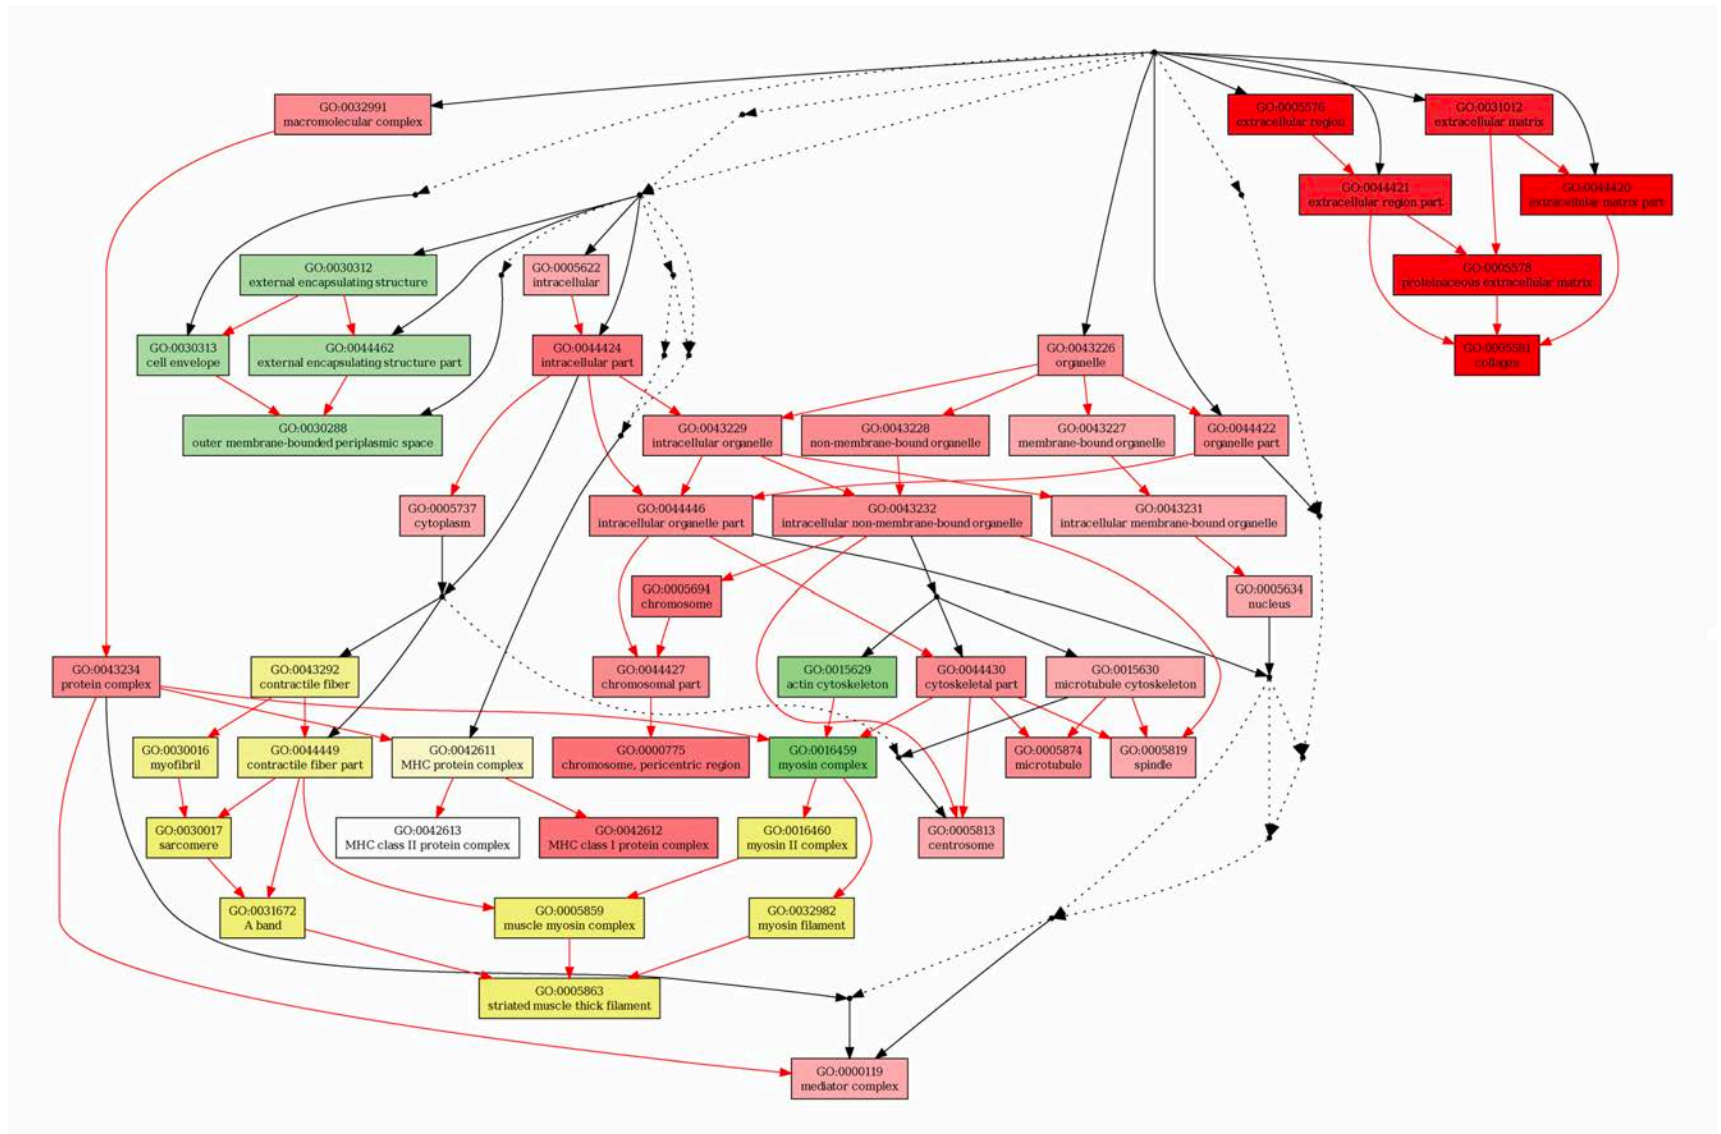 GO:0032991
macromolecular complex
GO:0005576
extracellular region
GO:0031012
extracellular matrix
GO:0044421
extracellular region part
GO:0044420
extracellular matrix part
GO:0030312
external encapsulating structure
GO:0005622
intracellular
GO:0005578
proteinaceous extracellular matrix
GO:0030313
cell envelope
GO:0044462
external encapsulating structure part
GO:0044424
intracellular part
GO:0043226
organelle
GO:0005581
collagen
GO:0030288
outer membrane-bounded periplasmic space
GO:0043229
intracellular organelle
GO:0043228
non-membrane-bound organelle
GO:0043227
membrane-bound organelle
GO:0044422
organelle part
GO:0005737
cytoplasm
GO:0044446
intracellular organelle part
GO:0043232
intracellular non-membrane-bound organelle
GO:0043231
intracellular membrane-bound organelle
GO:0005694
chromosome
GO:0005634
nucleus
GO:0043234
protein complex
GO:0043292
contractile fiber
GO:0044427
chromosomal part
GO:0015629
actin cytoskeleton
GO:0044430
cytoskeletal part
GO:0015630
microtubule cytoskeleton
GO:0030016
myofibril
GO:0044449
contractile fiber part
GO:0042611
MHC protein complex
GO:0000775
chromosome, pericentric region
GO:0016459
myosin complex
GO:0005874
microtubule
GO:0005819
spindle
GO:0030017
sarcomere
GO:0042613
MHC class II protein complex
GO:0042612
MHC class I protein complex
GO:0016460
myosin II complex
GO:0005813
centrosome
GO:0031672
A band
GO:0005859
muscle myosin complex
GO:0032982
myosin filament
GO:0005863
striated muscle thick filament
GO:0000119
mediator complex